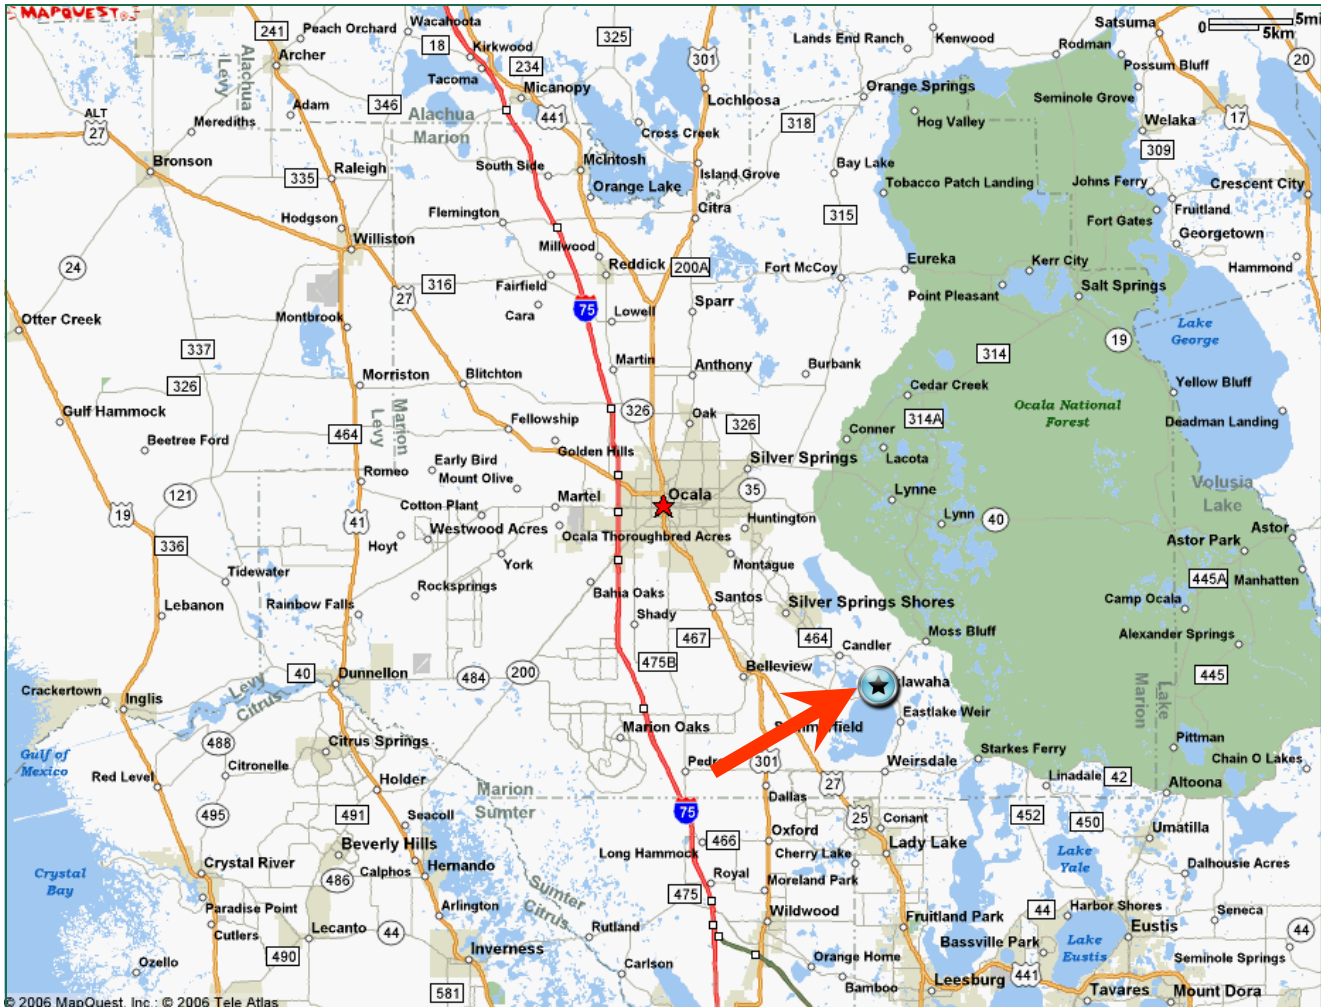 MAPQUEST
Wacahoota
Satsuma
0 5mi
5km
241
Peach Orchard
18
Kirkwood
325
Lands End Ranch
Kenwood
Rodman
Archer
234
301
Possum Bluff
20
Tacoma
Micanopy
Orange Springs
Seminole Grove
Alachua
Levy
Adam
346
Alachua
Marion
441
Lochloosa
Hog Valley
Welaka
17
ALT
27
Merediths
Cross Creek
318
309
Bronson
Raleigh
335
South Side
McIntosh
Island Grove
Bay Lake
Orange Lake
Tobacco Patch Landing
Johns Ferry
Crescent City
Hodgson
Flemington
Citra
315
Fruitland
Fort Gates
Williston
Millwood
Georgetown
24
Reddick
200A
Fort McCoy
Eureka
Kerr City
Hammond
316
Fairfield
27
Cara
Sparr
Point Pleasant
Salt Springs
Otter Creek
Montbrook
75
Lowell
Lake
George
19
337
314
Martin
Anthony
Burbank
326
Morriston
Blitchton
Cedar Creek
Yellow Bluff
Gulf Hammock
Marion
Levy
326
Oak
314A
Ocala National
Forest
Deadman Landing
Beetree Ford
464
Fellowship
326
Conner
Golden Hills
Silver Springs
Lacota
Early Bird
Mount Olive
Romeo
Volusia
Lake
121
Martel
Ocala
35
Lynne
Cotton Plant
19
41
Westwood Acres
Huntington
Lynn
40
Astor
336
Hoyt
Ocala Thoroughbred Acres
Astor Park
York
Montague
Tidewater
Rocksprings
445A
Manhatten
Lebanon
Rainbow Falls
Bahia Oaks
Santos
Silver Springs Shores
Camp Ocala
Shady
467
464
Moss Bluff
Alexander Springs
Candler
475B
Belleview
40
Dunnellon
484
200
445
Levy
Citrus
klawaha
Marion
Lake
Crackertown
Inglis
Eastlake Weir
Marion Oaks
488
Citrus Springs
Pittman
Gulf of
Mexico
Starkes Ferry
Citronelle
301
Weirsdale
Chain O Lakes
Red Level
Holder
27
Linadale
42
Altoona
Marion
Sumter
Dallas
495
491
Seacoll
75
25
Conant
452
450
Umatilla
Beverly Hills
466
Oxford
Lady Lake
Long Hammock
Cherry Lake
Lake
Yale
Crystal River
Calphos
Hernando
Dalhousie Acres
Crystal
Bay
486
Royal
Moreland Park
475
Sumter
Citrus
Paradise Point
Arlington
Wildwood
44
Harbor Shores
Seneca
Cutlers
Lecanto
44
Rutland
Fruitland Park
Eustis
44
Inverness
Bassville Park
Lake
Eustis
490
Orange Home
Seminole Springs
Ozello
Carlson
441
581
Bamboo
Leesburg
Tavares
Mount Dora
© 2006 MapQuest, Inc.; © 2006 Tele Atlas